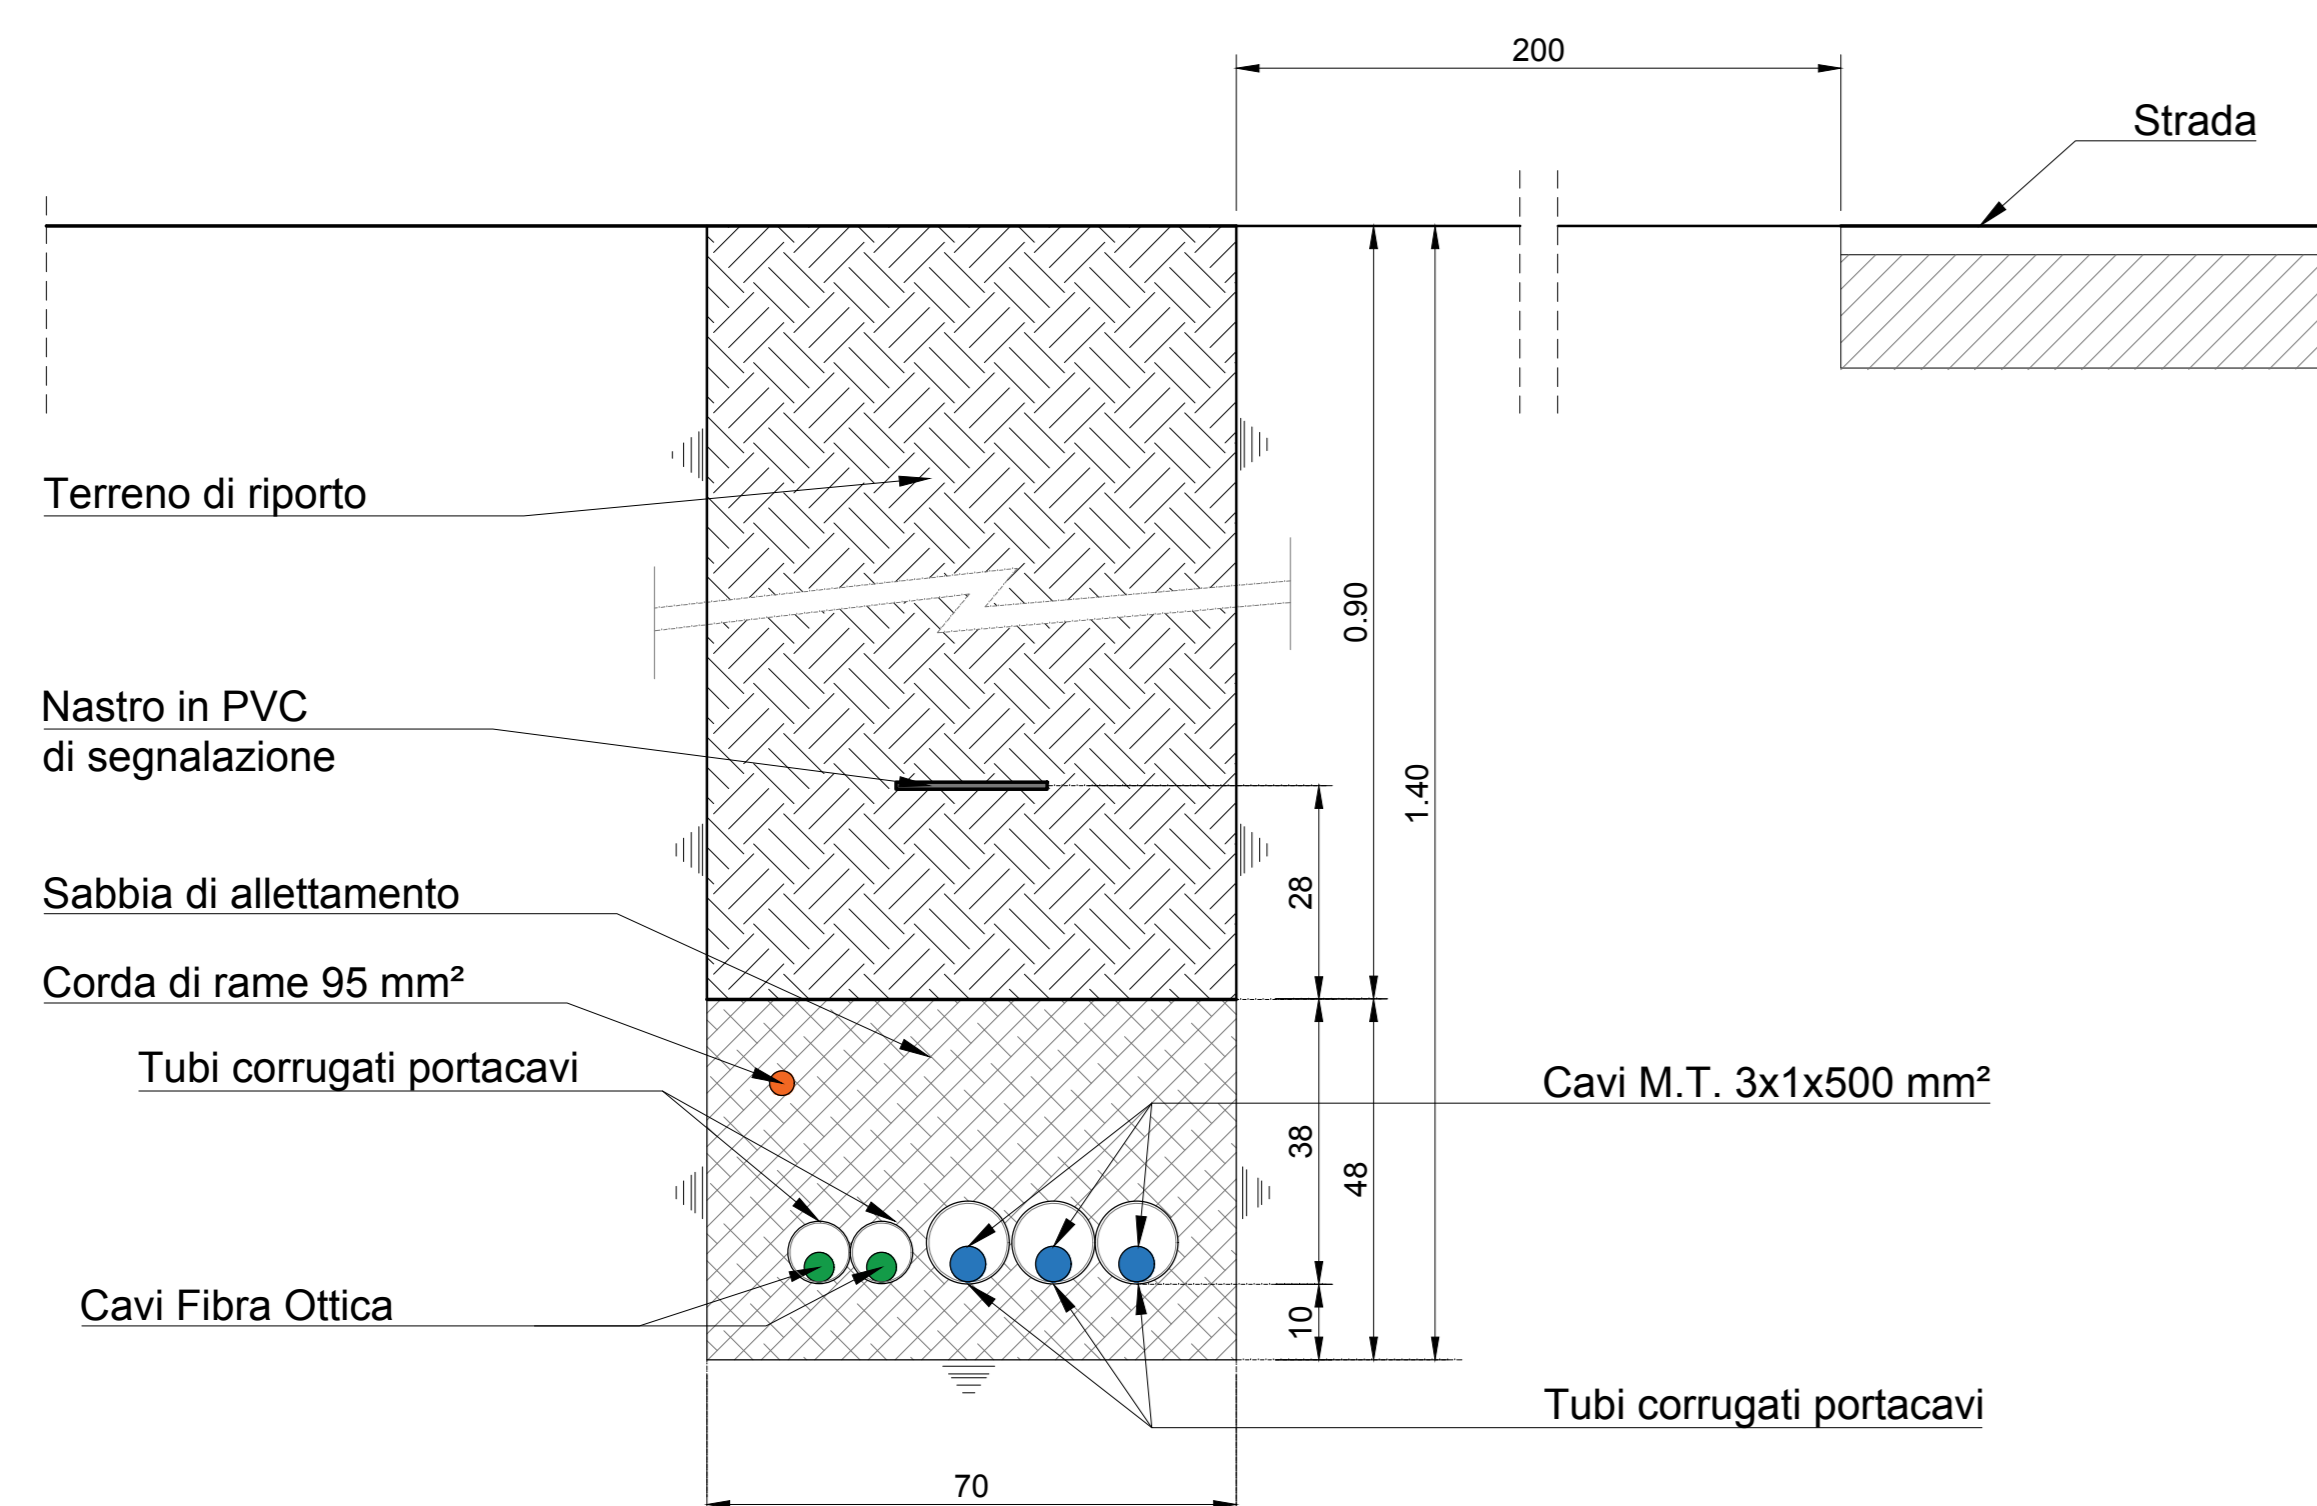 200
Strada
Terreno di riporto
0.90
Nastro in PVC
di segnalazione
1.40
28
Sabbia di allettamento
Corda di rame 95 mm²
Tubi corrugati portacavi
Cavi M.T. 3x1x500 mm²
38
48
Cavi Fibra Ottica
10
Tubi corrugati portacavi
70